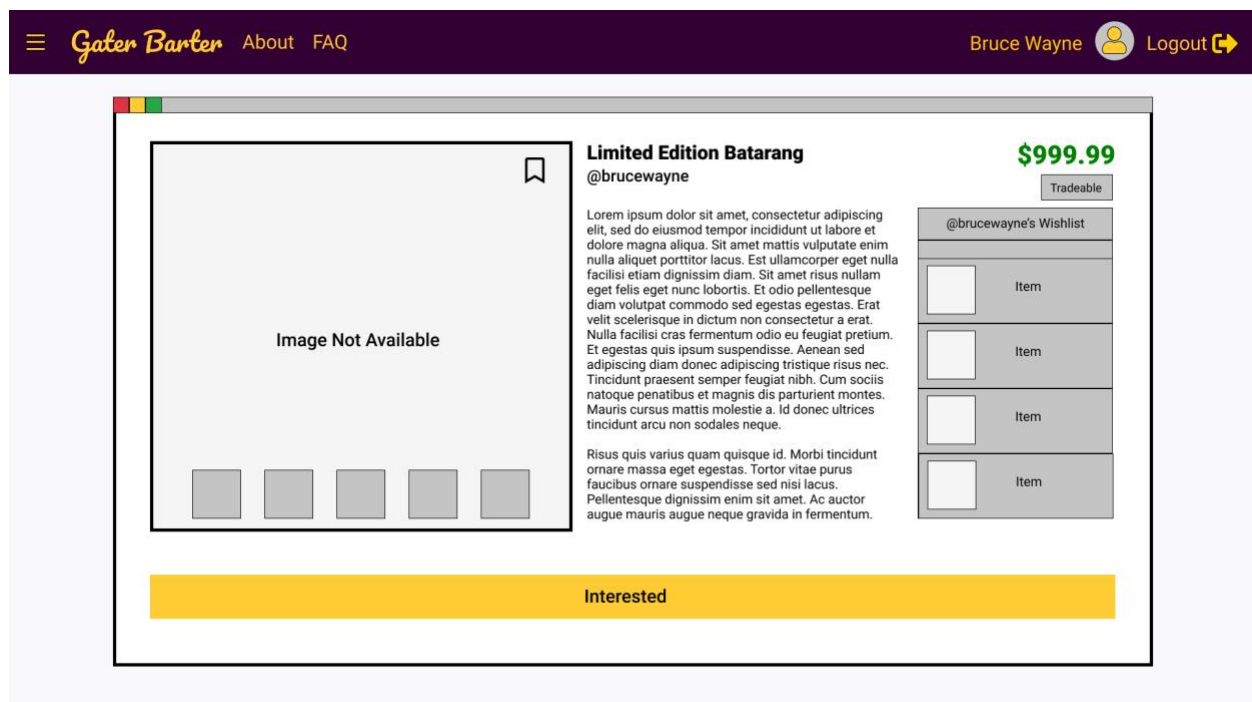 Gater Barter About FAQ
Bruce Wayne Logout
Image Not Available
Limited Edition Batarang
@brucewayne
Lorem ipsum dolor sit amet, consectetur adipiscing
elit, sed do eiusmod tempor incididunt ut labore et
dolore magna aliqua. Sit amet mattis vulputate enim
nulla aliquet porttitor lacus. Est ullamcorper eget nulla
facilisi etiam dignissim diam. Sit amet risus nullam
eget felis eget nunc lobortis. Et odio pellentesque
diam volutpat commodo sed egestas egestas. Erat
velit scelerisque in dictum non consectetur a erat.
Nulla facilisi cras fermentum odio eu feugiat pretium.
Et egestas quis ipsum suspendisse. Aenean sed
adipiscing diam donec adipiscing tristique risus nec.
Tincidunt praesent semper feugiat nibh. Cum sociis
natoque penatibus et magnis dis parturient montes.
Mauris cursus mattis molestie a. Id donec ultrices
tincidunt arcu non sodales neque.
Risus quis varius quam quisque id. Morbi tincidunt
ornare massa eget egestas. Tortor vitae purus
faucibus ornare suspendisse sed nisi lacus.
Pellentesque dignissim enim sit amet. Ac auctor
augue mauris augue neque gravida in fermentum.
$999.99
Tradeable
@brucewayne's Wishlist
Item
Item
Item
Item
Interested